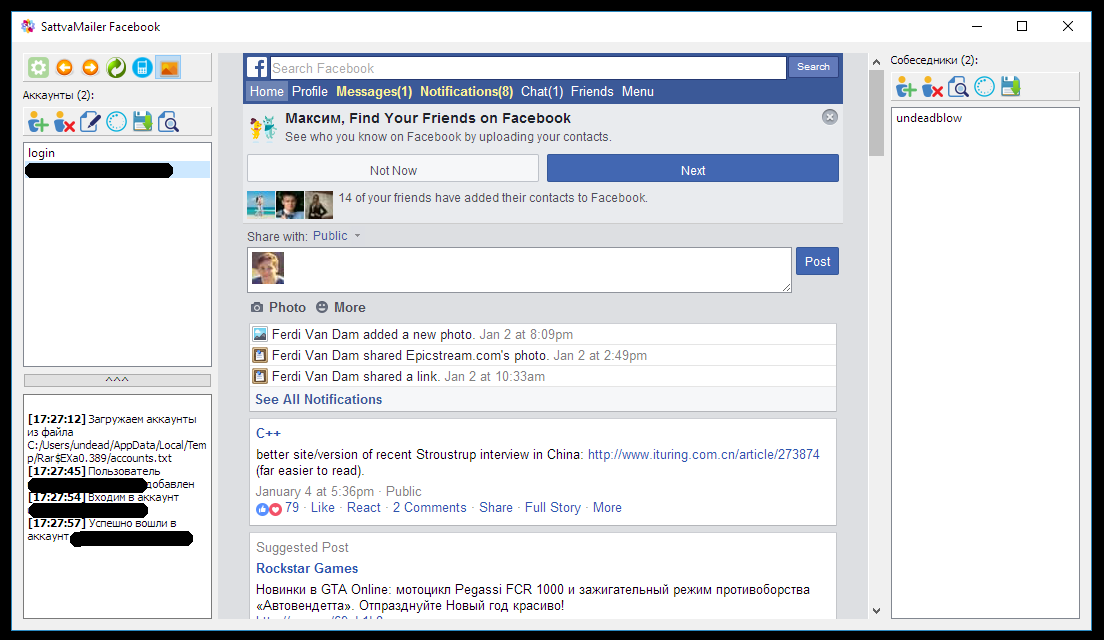 SattvaMailer Facebook
Аккаунты (2):
login
^^^
[17:27:12] Загружаем аккаунты
из файла
C:/Users/undead/AppData/Local/Tem
p/Rar$EXa0.389/accounts.txt
[17:27:45] Пользователь
добавлен
[17:27:54] Входим в аккаунт
[17:27:57] Успешно вошли в
аккаунт
f Search Facebook Search
Home Profile Messages(1) Notifications(8) Chat(1) Friends Menu
Максим, Find Your Friends on Facebook
See who you know on Facebook by uploading your contacts.
Not Now Next
14 of your friends have added their contacts to Facebook.
Share with: Public
Post
Photo More
Ferdi Van Dam added a new photo. Jan 2 at 8:09pm
Ferdi Van Dam shared Epicstream.com's photo. Jan 2 at 2:49pm
Ferdi Van Dam shared a link. Jan 2 at 10:33am
See All Notifications
C++
better site/version of recent Stroustrup interview in China: http://www.ituring.com.cn/article/273874
(far easier to read).
January 4 at 5:36pm · Public
79 · Like · React · 2 Comments · Share · Full Story · More
Suggested Post
Rockstar Games
Новинки в GTA Online: мотоцикл Pegassi FCR 1000 и зажигательный режим противоборства
«Автовендетта». Отпразднуйте Новый год красиво!
Собеседники (2):
undeadblow